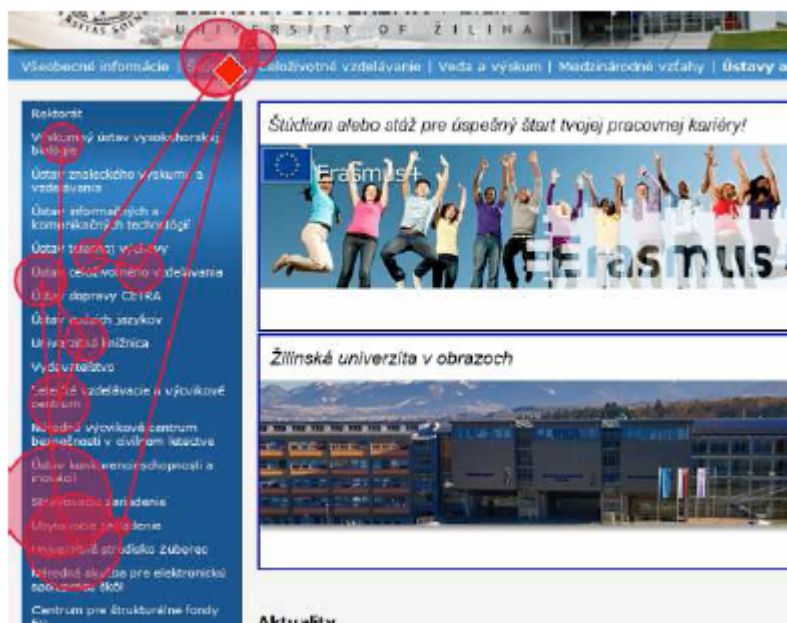 UNIVERSITY OF ŽILINA
Všeobecné informácie | Celoživotné vzdelávanie | Veda a výskum | Medzinárodné vzťahy | Ústavy a
Rektorát
Výskumný ústav vysokohorskej
biológie
Ústav znaleckého výskumu a
vzdelávania
Ústav informačných a
komunikačných technológií
Ústav telesnej výchovy
Ústav celoživotného vzdelávania
Ústav dopravy CETRA
Ústav cudzích jazykov
Univerzitná knižnica
Vydavateľstvo
Letecké vzdelávacie a výcvikové
centrum
Národné výcvikové centrum
bezpečnosti v civilnom letectve
Ústav konkurencieschopnosti a
inovácií
Stravovacie zariadenie
Ubytovacie zariadenie
Univerzitné stredisko Zuberec
Národná skupina pre elektronickú
Centrum pre štrukturálne fondy
EÚ
Štúdium alebo stáž pre úspešný štart tvojej pracovnej kariéry!
Erasmus+
Erasmus+
Žilinská univerzita v obrazoch
Aktuality